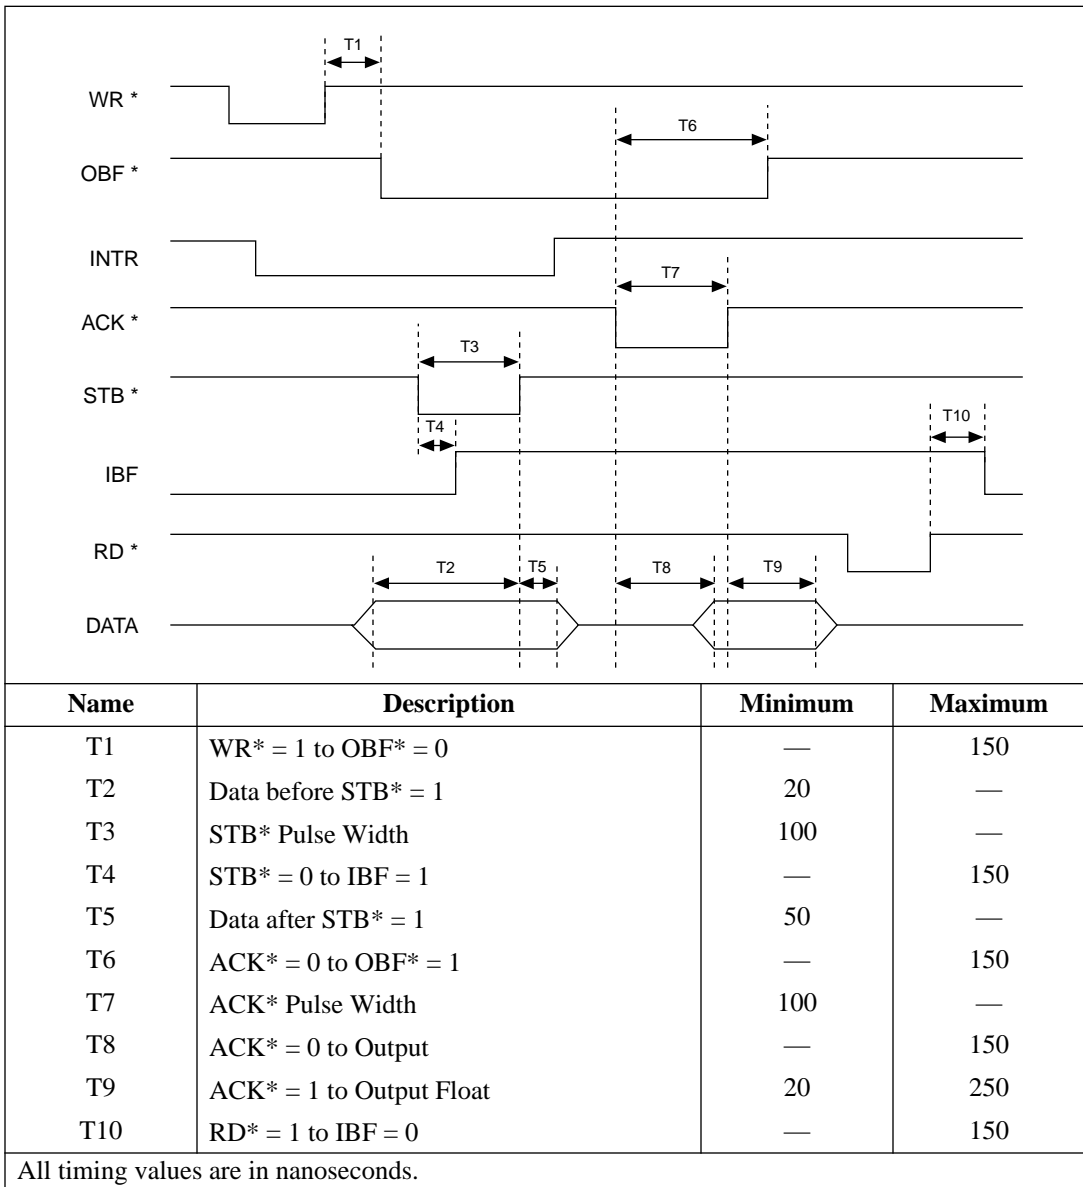 T1
WR *
T6
OBF *
INTR
T7
ACK *
T3
STB *
T4
T10
IBF
RD *
T2
T5
T8
T9
DATA
Name Description Minimum Maximum
T1 WR* = 1 to OBF* = 0 — 150
T2 Data before STB* = 1 20 —
T3 STB* Pulse Width 100 —
T4 STB* = 0 to IBF = 1 — 150
T5 Data after STB* = 1 50 —
T6 ACK* = 0 to OBF* = 1 — 150
T7 ACK* Pulse Width 100 —
T8 ACK* = 0 to Output — 150
T9 ACK* = 1 to Output Float 20 250
T10 RD* = 1 to IBF = 0 — 150
All timing values are in nanoseconds.